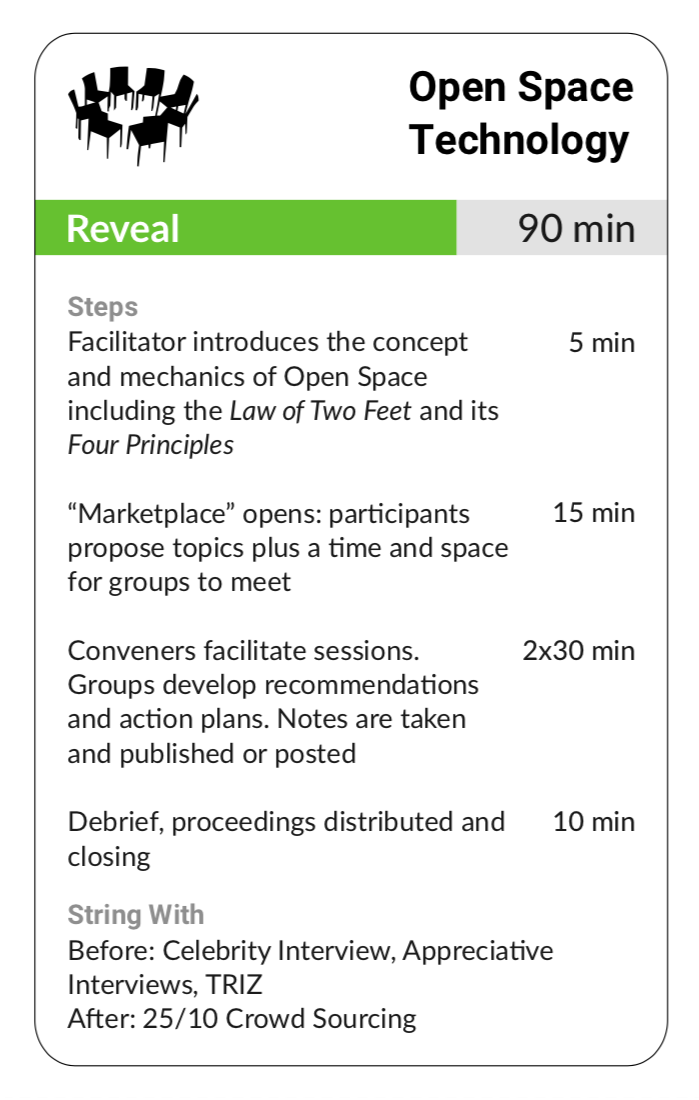 Open Space
Technology
Reveal
90 min
Steps
Facilitator introduces the concept
5 min
and mechanics of Open Space
including the Law of Two Feet and its
Four Principles
“Marketplace” opens: participants
15 min
propose topics plus a time and space
for groups to meet
Conveners facilitate sessions.
2x30 min
Groups develop recommendations
and action plans. Notes are taken
and published or posted
Debrief, proceedings distributed and
10 min
closing
String With
Before: Celebrity Interview, Appreciative
Interviews, TRIZ
After: 25/10 Crowd Sourcing